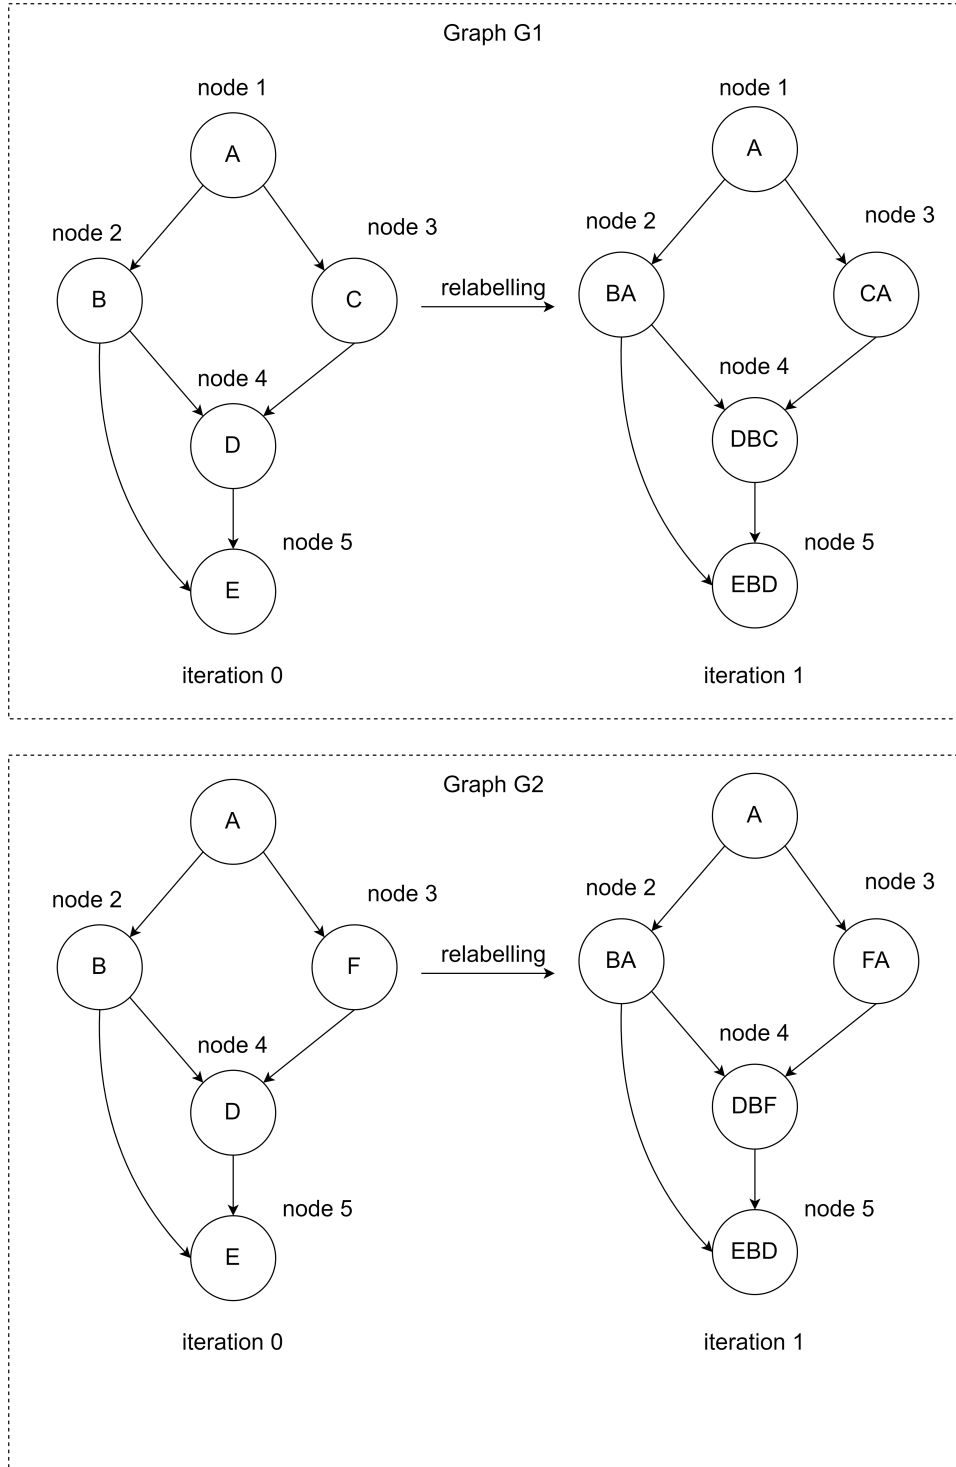 Graph G1
node 1
A
node 2
node 3
B
C
node 4
D
node 5
E
iteration 0
relabelling
node 1
A
node 2
node 3
BA
CA
node 4
DBC
node 5
EBD
iteration 1
Graph G2
A
node 2
node 3
B
F
node 4
D
node 5
E
iteration 0
relabelling
A
node 2
node 3
BA
FA
node 4
DBF
node 5
EBD
iteration 1